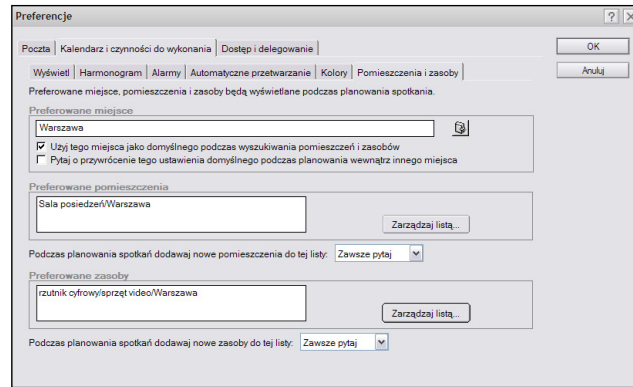 Preferencje
OK
Anuluj
Poczta Kalendarz i czynności do wykonania Dostęp i delegowanie
Wyświetl Harmonogram Alarmy Automatyczne przetwarzanie Kolory Pomieszczenia i zasoby
Preferowane miejsce, pomieszczenia i zasoby będą wyświetlane podczas planowania spotkania.
Preferowane miejsce
Warszawa
Użyj tego miejsca jako domyślnego podczas wyszukiwania pomieszczeń i zasobów
Pytaj o przywrócenie tego ustawienia domyślnego podczas planowania wewnątrz innego miejsca
Preferowane pomieszczenia
Sala posiedzeń/Warszawa
Zarządzaj listą...
Podczas planowania spotkań dodawaj nowe pomieszczenia do tej listy: Zawsze pytaj
Preferowane zasoby
rzutnik cyfrowy/sprzęt video/Warszawa
Zarządzaj listą...
Podczas planowania spotkań dodawaj nowe zasoby do tej listy: Zawsze pytaj